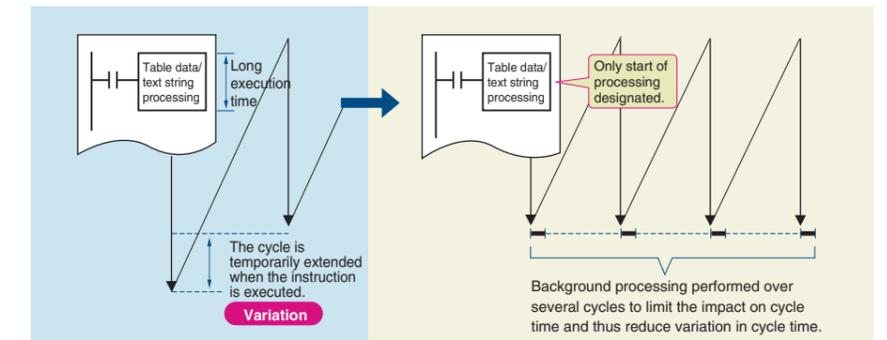 Table data/
text string
processing
Long
execution
time
The cycle is
temporarily extended
when the instruction
is executed.
Variation
Table data/
text string
processing
Only start of
processing
designated.
Background processing performed over
several cycles to limit the impact on cycle
time and thus reduce variation in cycle time.